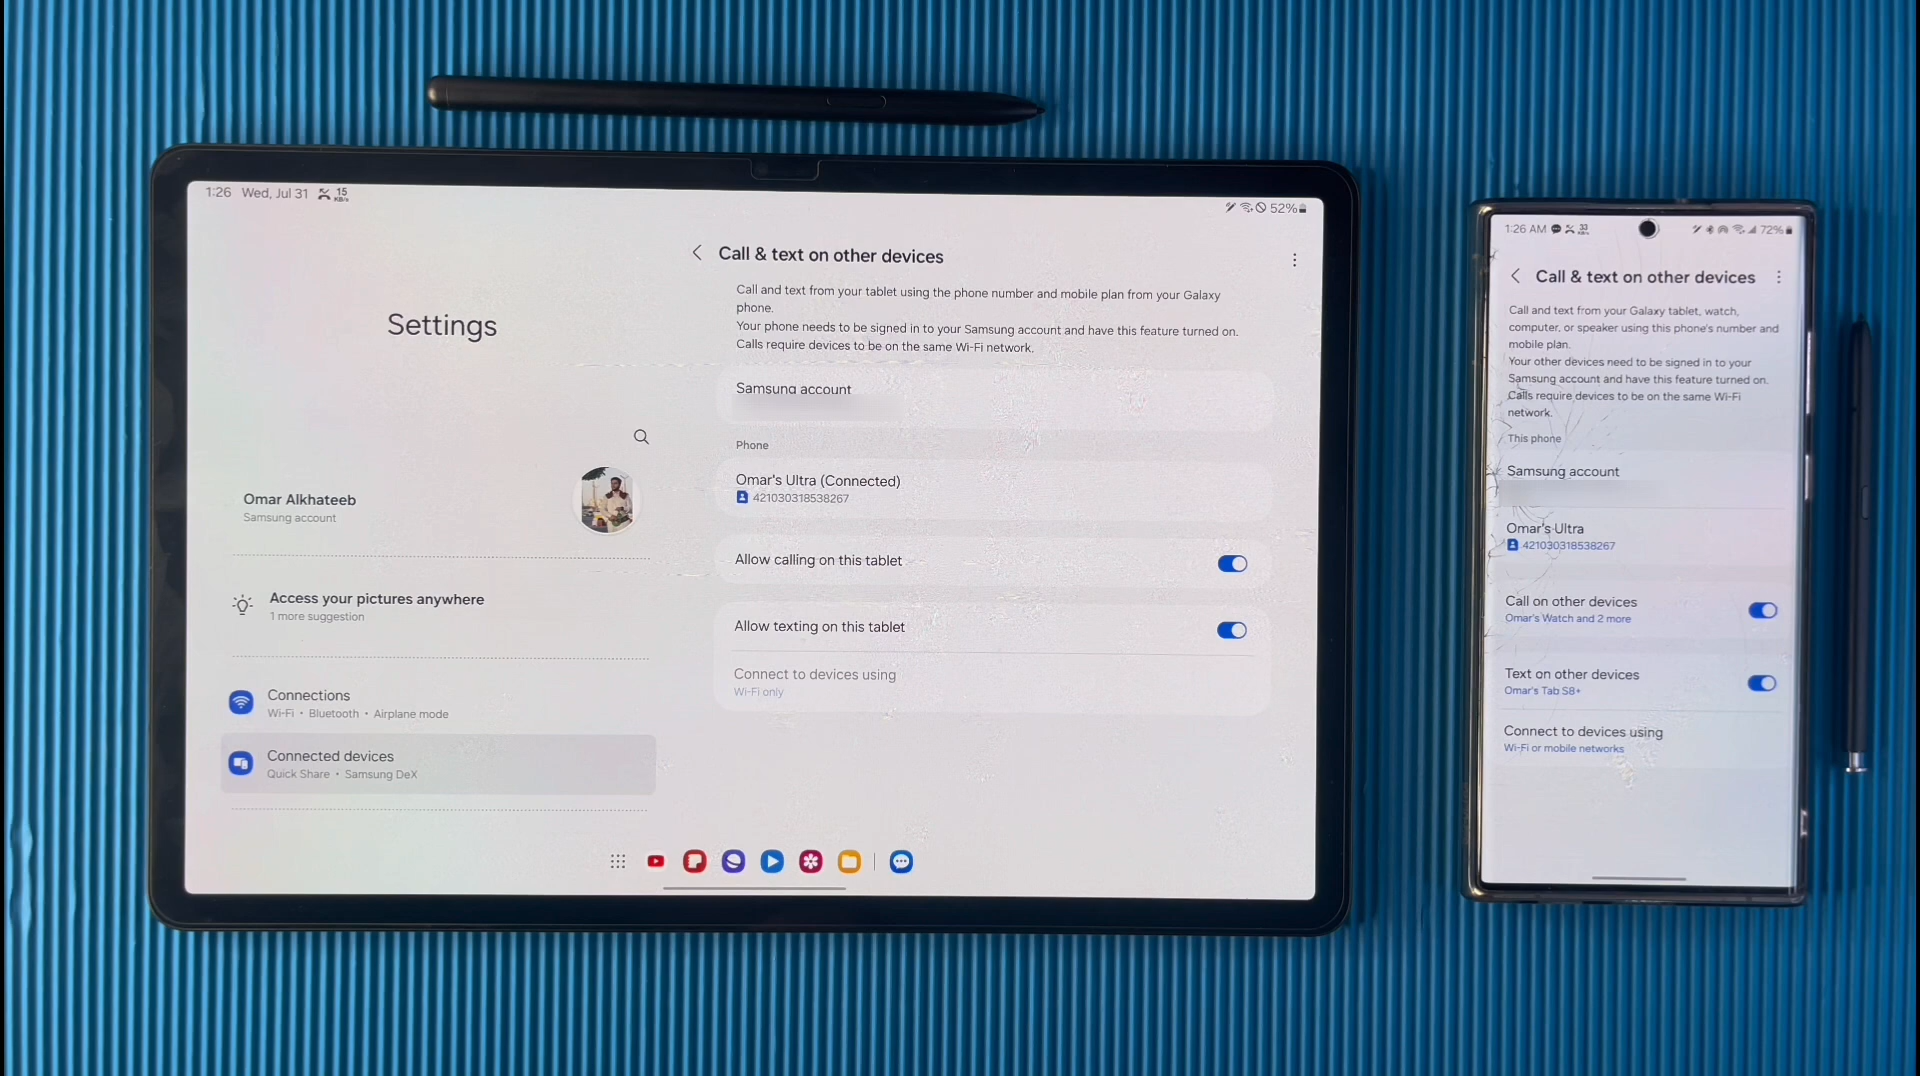 1:26 Wed, Jul 31 15 KB/s
52%
Settings
Omar Alkhateeb
Samsung account
Access your pictures anywhere
1 more suggestion
Connections
Wi-Fi • Bluetooth • Airplane mode
Connected devices
Quick Share • Samsung DeX
Call & text on other devices
Call and text from your tablet using the phone number and mobile plan from your Galaxy
phone.
Your phone needs to be signed in to your Samsung account and have this feature turned on.
Calls require devices to be on the same Wi-Fi network.
Samsung account
Phone
Omar's Ultra (Connected)
421030318538267
Allow calling on this tablet
Allow texting on this tablet
Connect to devices using
Wi-Fi only
1:26 AM 33 KB/s 72%
Call & text on other devices
Call and text from your Galaxy tablet, watch,
computer, or speaker using this phone's number and
mobile plan.
Your other devices need to be signed in to your
Samsung account and have this feature turned on.
Calls require devices to be on the same Wi-Fi
network.
This phone
Samsung account
Omar's Ultra
421030318538267
Call on other devices
Omar's Watch and 2 more
Text on other devices
Omar's Tab S8+
Connect to devices using
Wi-Fi or mobile networks